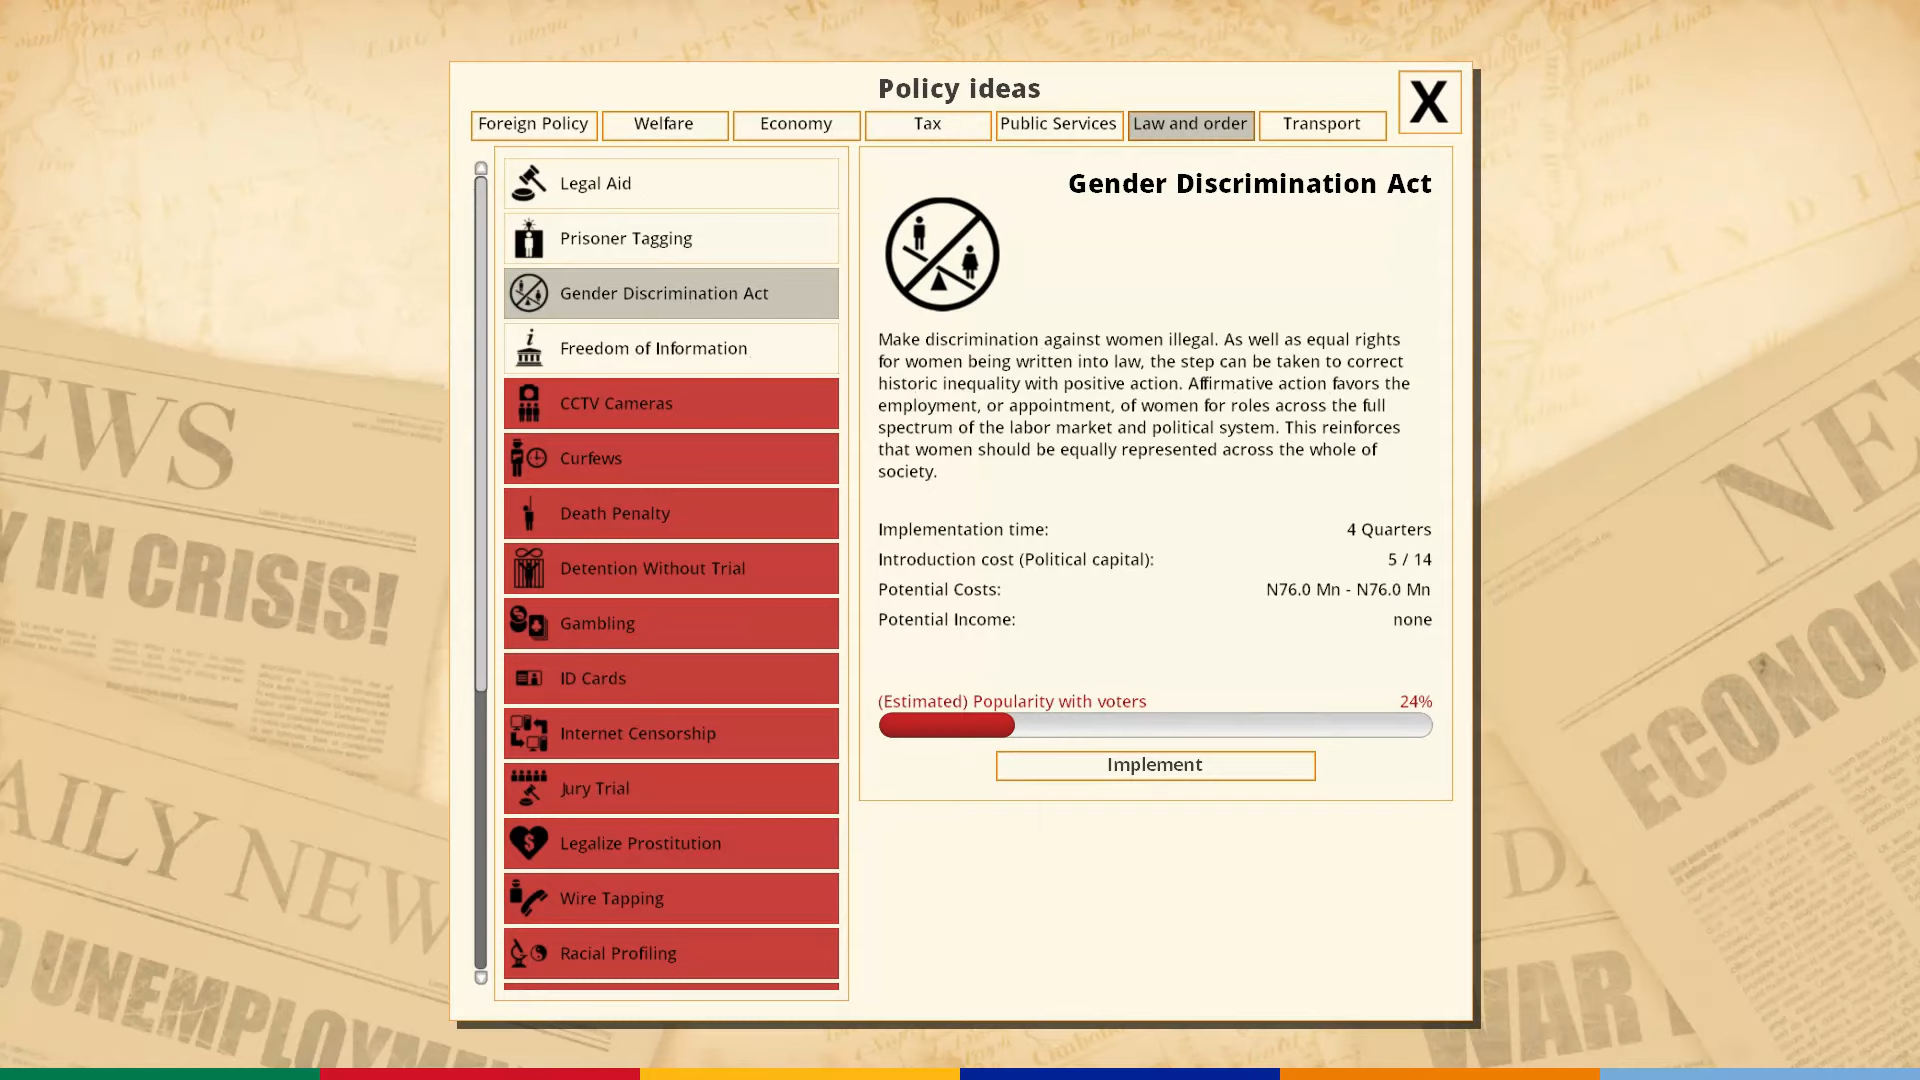 Policy ideas
X
Foreign Policy
Welfare
Economy
Tax
Public Services
Law and order
Transport
Legal Aid
Prisoner Tagging
Gender Discrimination Act
Freedom of Information
CCTV Cameras
Curfews
Death Penalty
Detention Without Trial
Gambling
ID Cards
Internet Censorship
Jury Trial
Legalize Prostitution
Wire Tapping
Racial Profiling
Gender Discrimination Act
Make discrimination against women illegal. As well as equal rights
for women being written into law, the step can be taken to correct
historic inequality with positive action. Affirmative action favors the
employment, or appointment, of women for roles across the full
spectrum of the labor market and political system. This reinforces
that women should be equally represented across the whole of
society.
Implementation time: 4 Quarters
Introduction cost (Political capital): 5 / 14
Potential Costs: N76.0 Mn - N76.0 Mn
Potential Income: none
(Estimated) Popularity with voters 24%
Implement
EWS
Y IN CRISIS!
AILY NEW
UNEMPLOYME
NE
ECONOM
DA
WAR